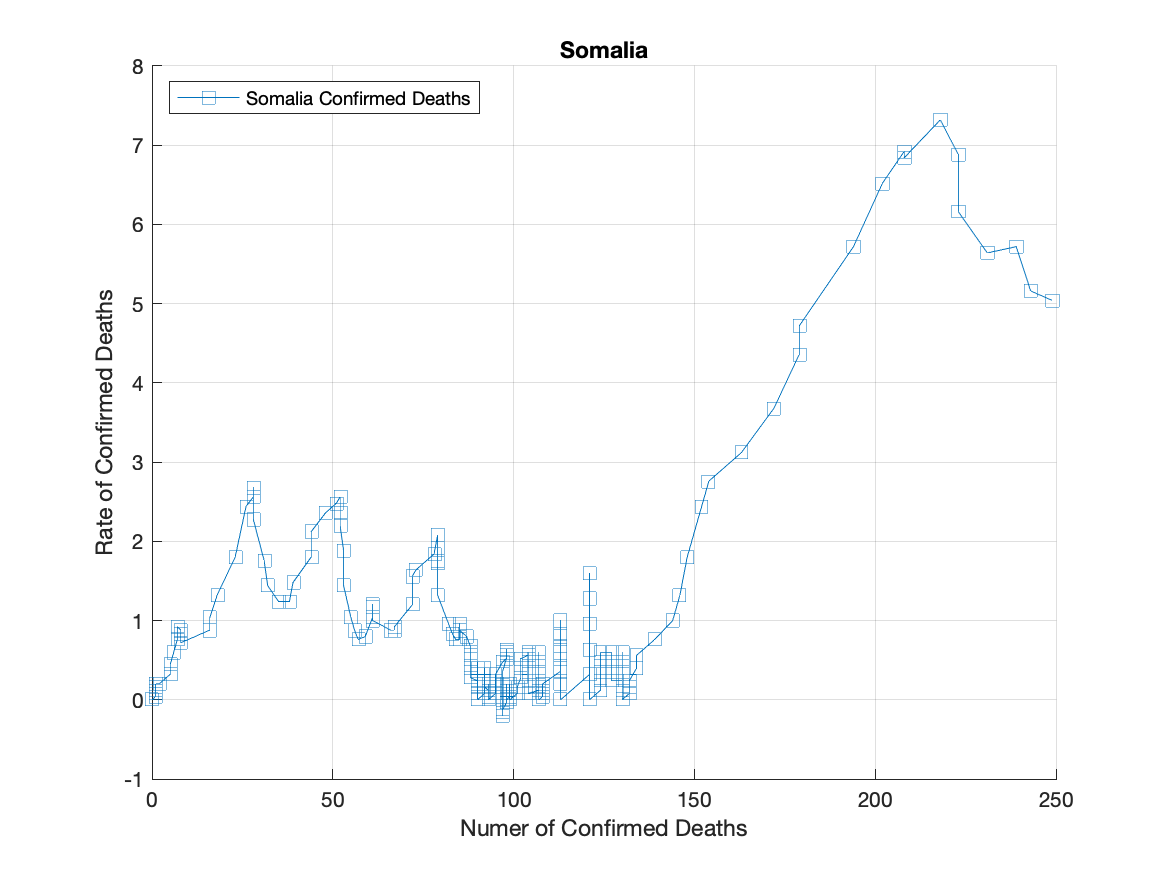 Somalia
Somalia Confirmed Deaths
8
7
6
5
4
3
2
1
0
-1
Rate of Confirmed Deaths
0 50 100 150 200 250
Numer of Confirmed Deaths